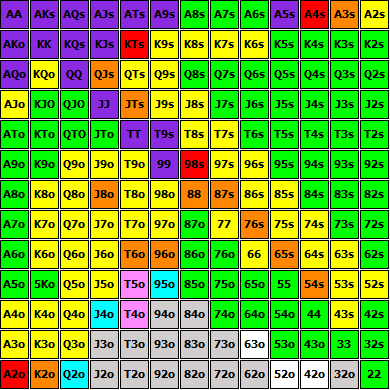 AA AKs AQs AJs ATs A9s A8s A7s A6s A5s A4s A3s A2s
AKo KK KQs KJs KTs K9s K8s K7s K6s K5s K4s K3s K2s
AQo KQo QQ QJs QTs Q9s Q8s Q7s Q6s Q5s Q4s Q3s Q2s
AJo KJO QJO JJ JTs J9s J8s J7s J6s J5s J4s J3s J2s
ATo KTo QTO JTo TT T9s T8s T7s T6s T5s T4s T3s T2s
A9o K9o Q9o J9o T9o 99 98s 97s 96s 95s 94s 93s 92s
A8o K8o Q8o J8o T8o 98o 88 87s 86s 85s 84s 83s 82s
A7o K7o Q7o J7o T7o 97o 87o 77 76s 75s 74s 73s 72s
A6o K6o Q6o J6o T6o 96o 86o 76o 66 65s 64s 63s 62s
A5o 5Ko Q5o J5o T5o 95o 85o 75o 65o 55 54s 53s 52s
A4o K4o Q4o J4o T4o 94o 84o 74o 64o 54o 44 43s 42s
A3o K3o Q3o J3o T3o 93o 83o 73o 63o 53o 43o 33 32s
A2o K2o Q2o J2o T2o 92o 82o 72o 62o 52o 42o 32o 22